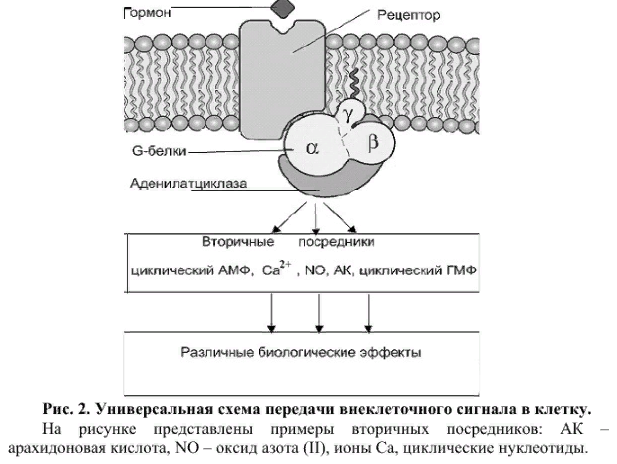 Гормон
Рецептор
γ
α
β
G-белки
Аденилатциклаза
Вторичные посредники
циклический АМФ, Ca2+ , NO, АК, циклический ГМФ
Различные биологические эффекты
Рис. 2. Универсальная схема передачи внеклеточного сигнала в клетку.
На рисунке представлены примеры вторичных посредников: АК –
арахидоновая кислота, NO – оксид азота (II), ионы Са, циклические нуклеотиды.